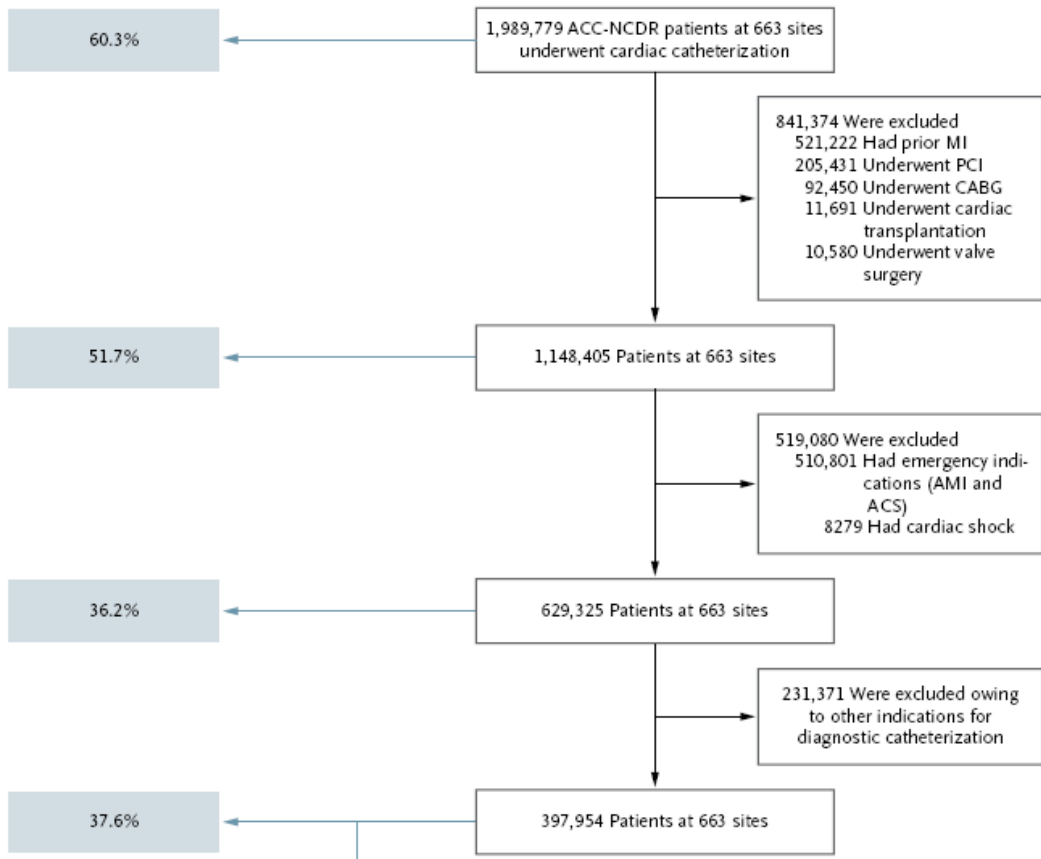 60.3%
1,989,779 ACC-NCDR patients at 663 sites
underwent cardiac catheterization
841,374 Were excluded
521,222 Had prior MI
205,431 Underwent PCI
92,450 Underwent CABG
11,691 Underwent cardiac
transplantation
10,580 Underwent valve
surgery
51.7%
1,148,405 Patients at 663 sites
519,080 Were excluded
510,801 Had emergency indi-
cations (AMI and
ACS)
8279 Had cardiac shock
36.2%
629,325 Patients at 663 sites
231,371 Were excluded owing
to other indications for
diagnostic catheterization
37.6%
397,954 Patients at 663 sites